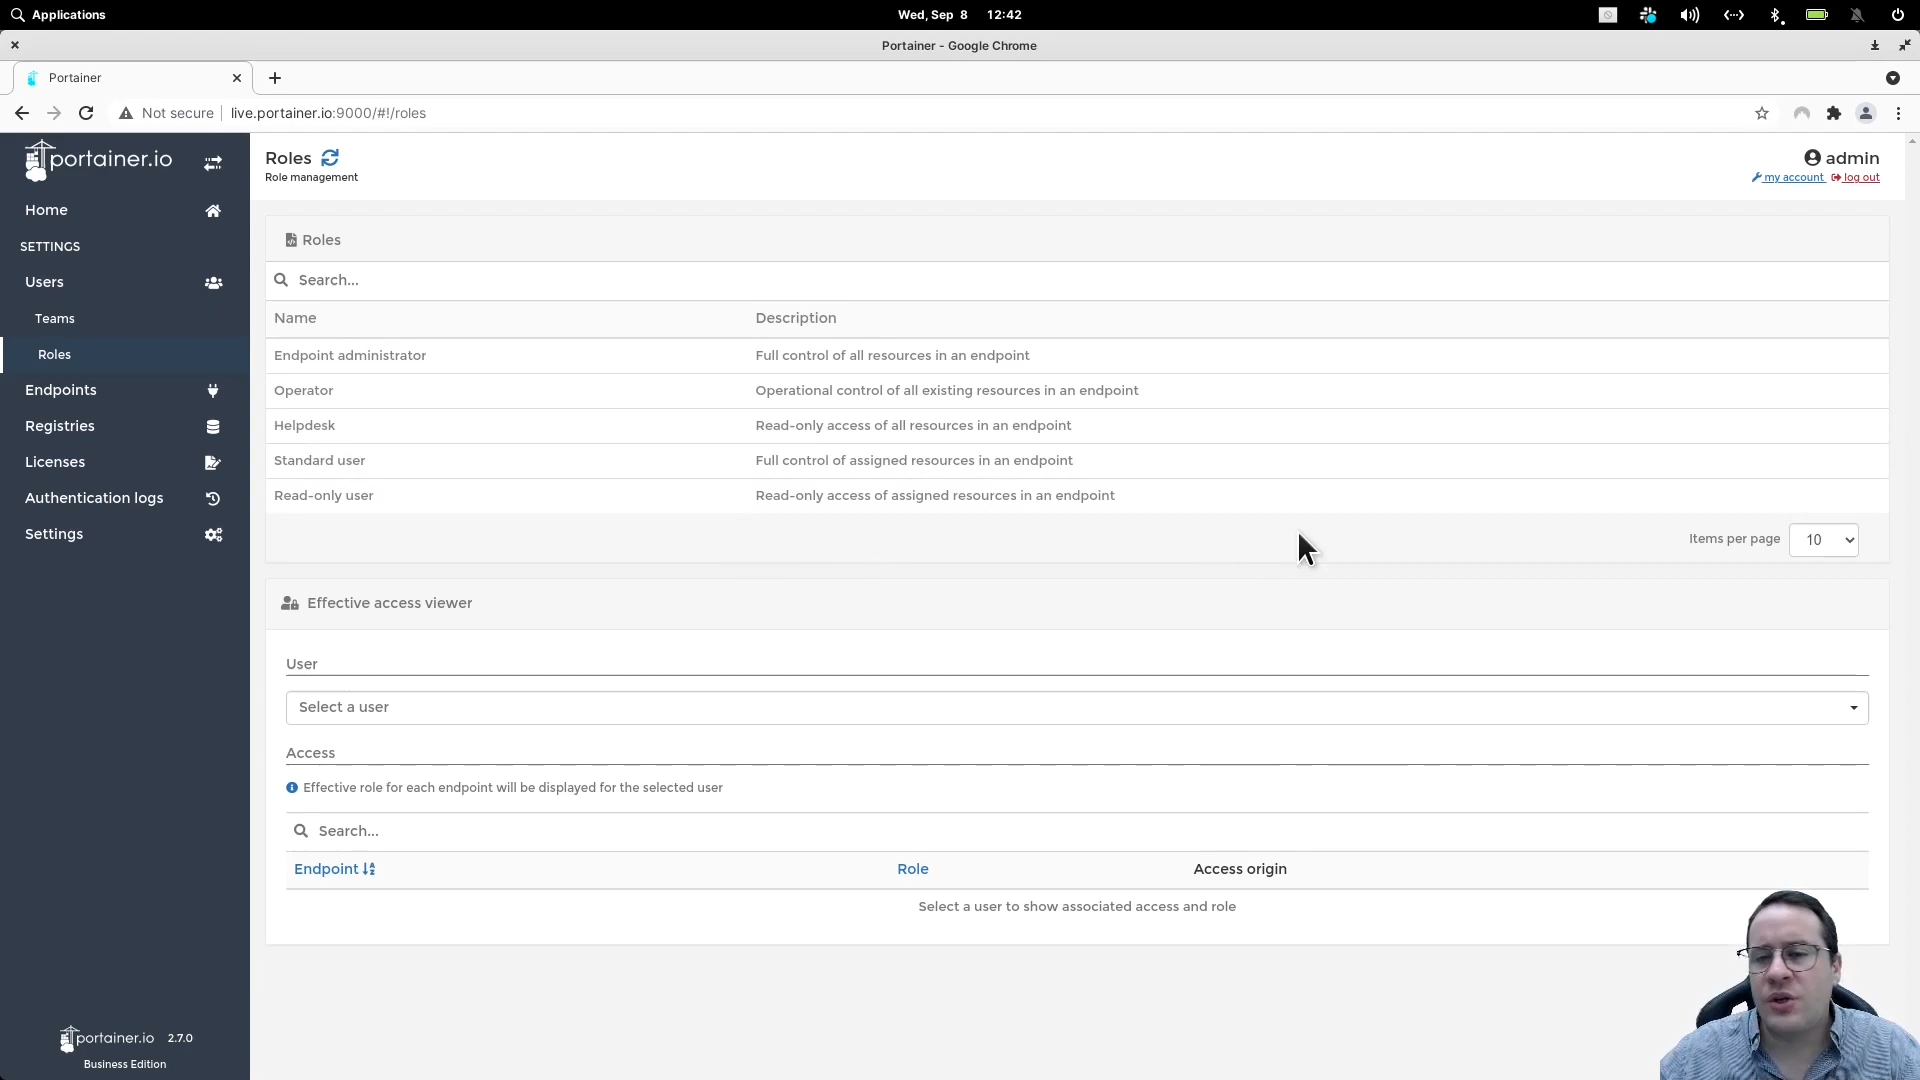 Applications
Wed, Sep 8 12:42
Portainer - Google Chrome
Portainer
Not secure
live.portainer.io:9000/#!/roles
portainer.io
Home
SETTINGS
Users
Teams
Roles
Endpoints
Registries
Licenses
Authentication logs
Settings
portainer.io 2.7.0
Business Edition
Roles
Role management
admin
my account log out
Roles
Search...
Name Description
Endpoint administrator Full control of all resources in an endpoint
Operator Operational control of all existing resources in an endpoint
Helpdesk Read-only access of all resources in an endpoint
Standard user Full control of assigned resources in an endpoint
Read-only user Read-only access of assigned resources in an endpoint
Items per page 10
Effective access viewer
User
Select a user
Access
Effective role for each endpoint will be displayed for the selected user
Search...
Endpoint Role Access origin
Select a user to show associated access and role